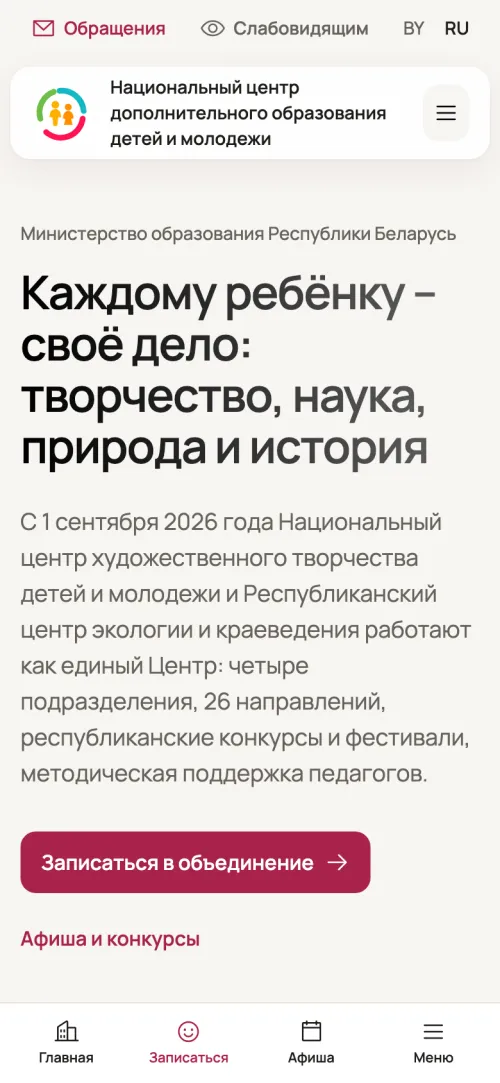 Обращения
Слабовидящим
BY RU
Национальный центр
дополнительного образования
детей и молодежи
Министерство образования Республики Беларусь
Каждому ребёнку –
своё дело:
творчество, наука,
природа и история
С 1 сентября 2026 года Национальный
центр художественного творчества
детей и молодежи и Республиканский
центр экологии и краеведения работают
как единый Центр: четыре
подразделения, 26 направлений,
республиканские конкурсы и фестивали,
методическая поддержка педагогов.
Записаться в объединение →
Афиша и конкурсы
Главная
Записаться
Афиша
Меню